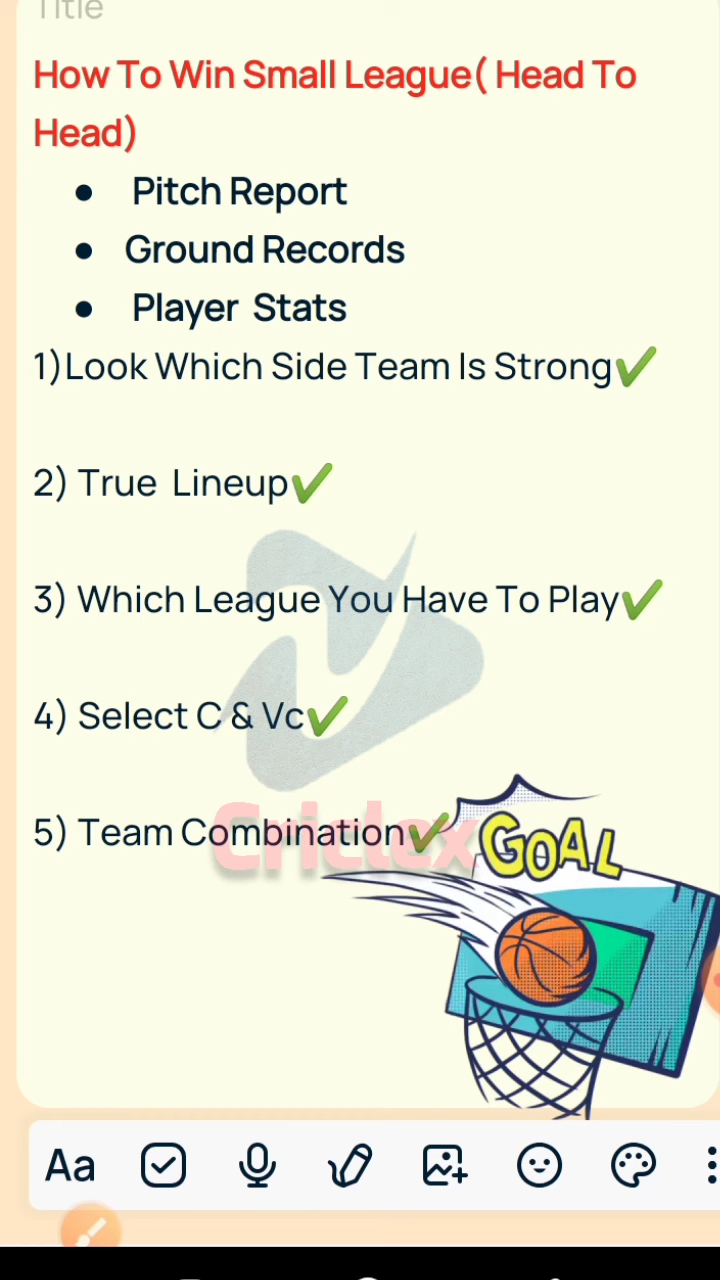 Title
How To Win Small League( Head To
Head)
● Pitch Report
● Ground Records
● Player Stats
1)Look Which Side Team Is Strong✔
2) True Lineup✔
3) Which League You Have To Play✔
4) Select C & Vc✔
5) Team Combination✔
Criclex
GOAL
Aa